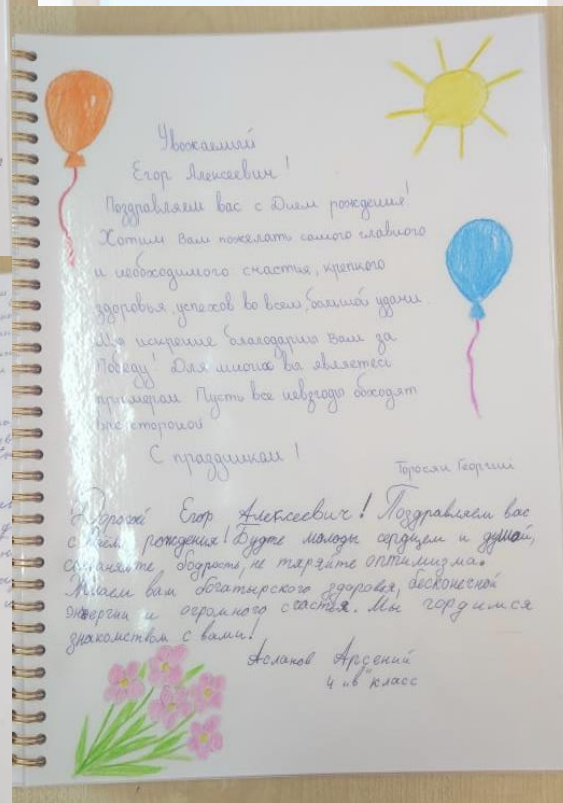 Уважаемый
Егор Алексеевич!
Поздравляем вас с Днем рождения!
Хотим Вам пожелать самого главного
и необходимого счастья, крепкого
здоровья, успехов во всем, большой удачи.
Мы искренне благодарны Вам за
Победу! Для многих вы являетесь
примером Пусть все невзгоды обходят
вас стороной
С праздником!
Торосян Георгий
Дорогой Егор Алексеевич! Поздравляем вас
с Днем рождения! Будте молоды сердцем и душой,
сохраняйте бодрость, не теряйте оптимизма.
Желаем вам богатырского здоровья, бесконечной
энергии и огромного счастья. Мы гордимся
знакомством с вами!
Асланов Арсений
4 "в" класс